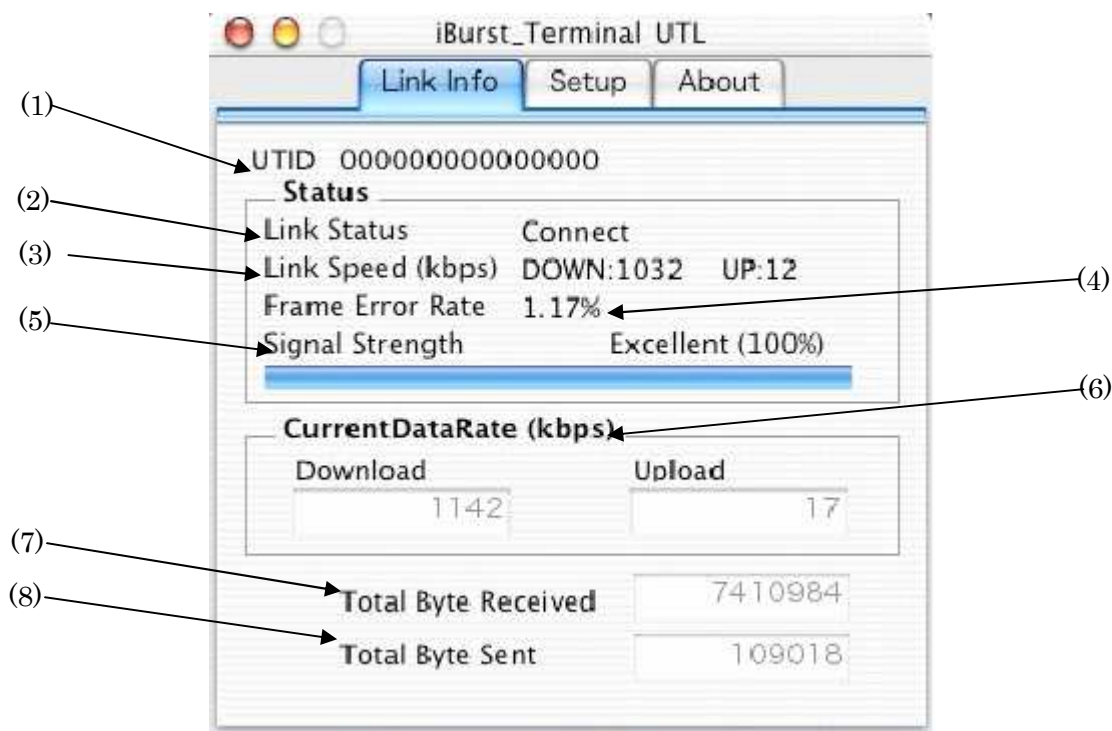 iBurst_Terminal UTL
Link Info Setup About
(1)
UTID 000000000000000
Status
(2)
Link Status Connect
(3)
Link Speed (kbps) DOWN:1032 UP:12
(4)
Frame Error Rate 1.17%
(5)
Signal Strength Excellent (100%)
(6)
CurrentDataRate (kbps)
Download Upload
1142 17
(7)
Total Byte Received 7410984
(8)
Total Byte Sent 109018